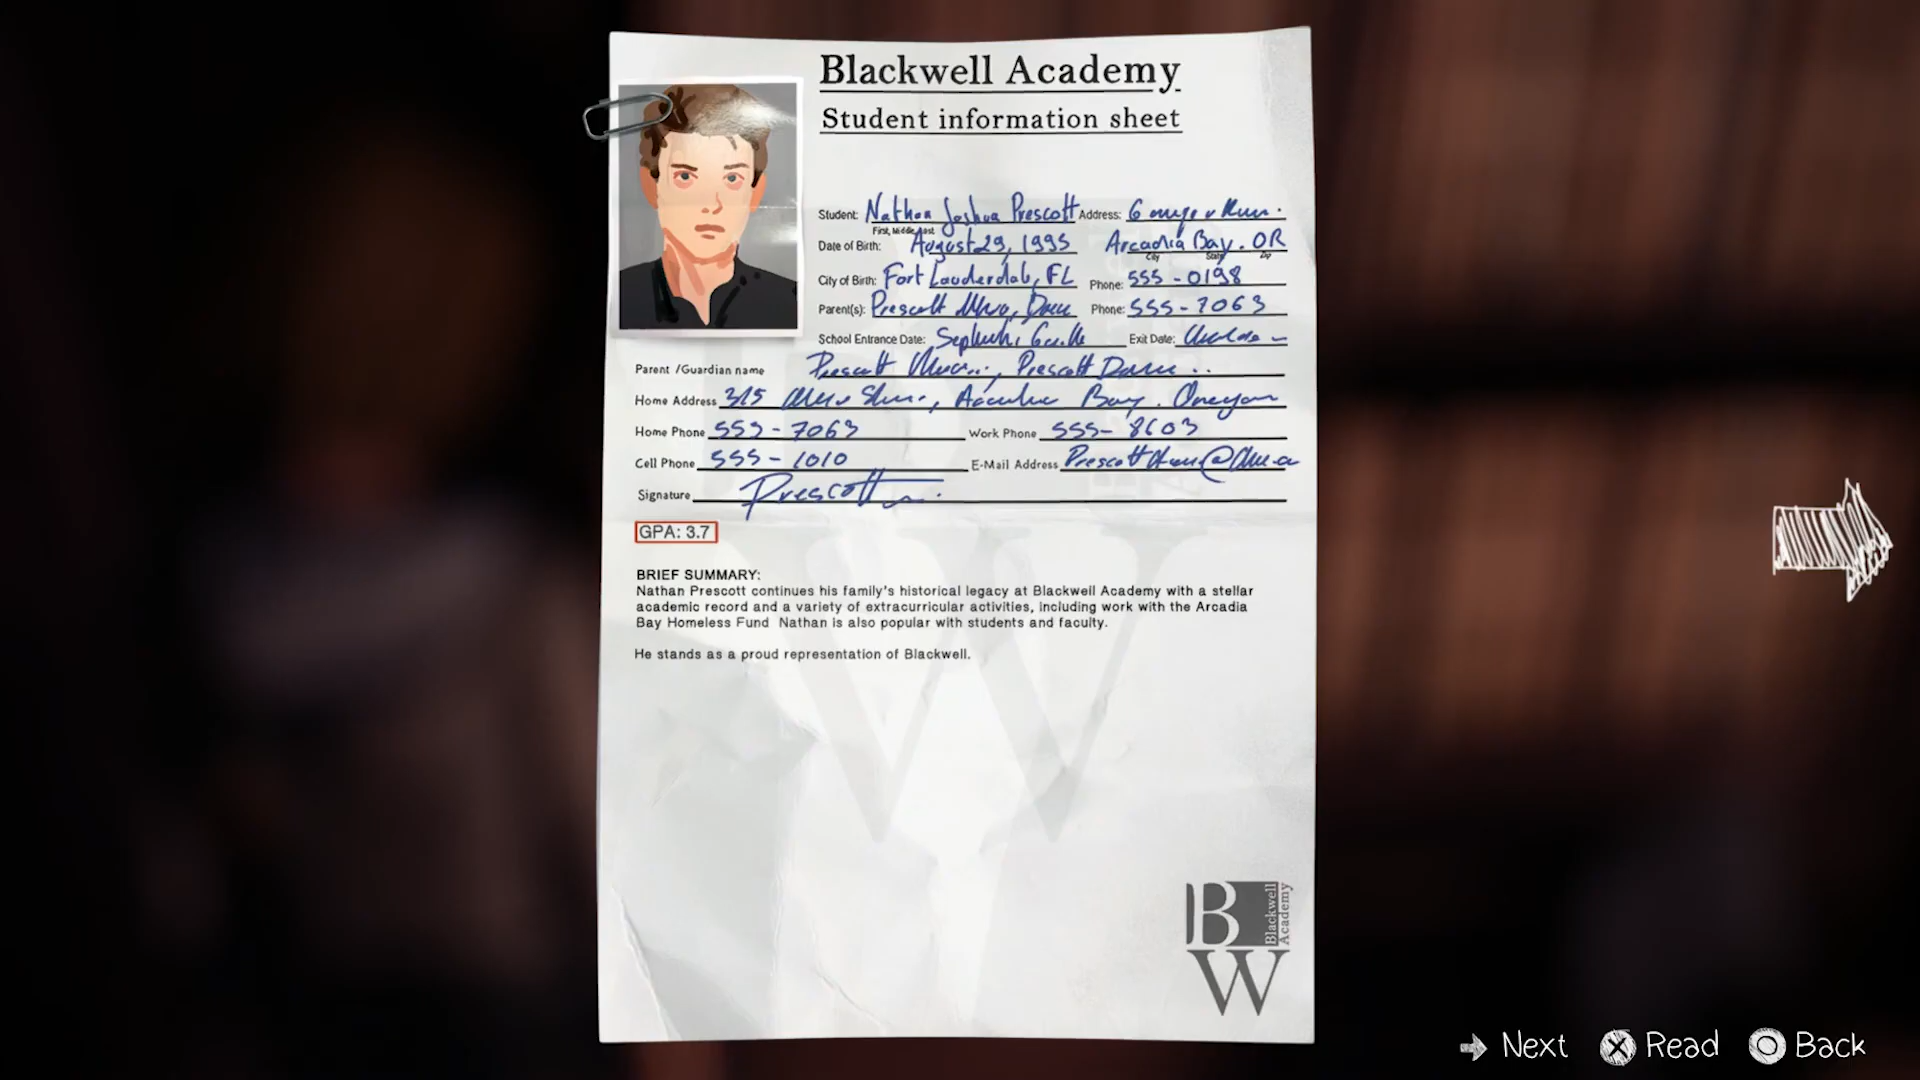 Blackwell Academy
Student information sheet
Student: Nathan Joshua Prescott Address: 6
First, Middle, Last
Date of Birth: August 29, 1995 Arcadia Bay. OR
City State Zip
City of Birth: Fort Lauderdale, FL Phone: 555-0198
Parent(s): Prescott Phone: 555-7063
School Entrance Date: Exit Date:
Parent /Guardian name Prescott Prescott
Home Address 315 Bay.
Home Phone 555-7063 Work Phone 555-
Cell Phone 555-1010 E-Mail Address
Signature Prescott
GPA: 3.7
BRIEF SUMMARY:
Nathan Prescott continues his family's historical legacy at Blackwell Academy with a stellar
academic record and a variety of extracurricular activities, including work with the Arcadia
Bay Homeless Fund Nathan is also popular with students and faculty.
He stands as a proud representation of Blackwell.
B
Blackwell
Academy
W
Next Read Back